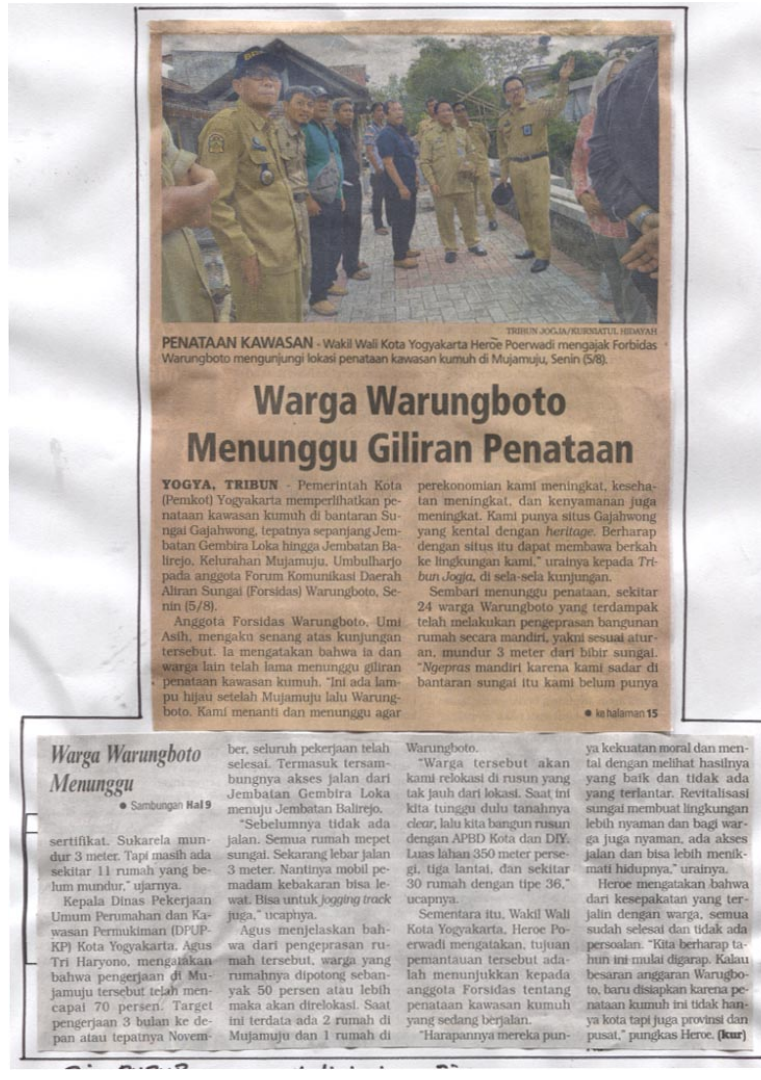 TRIBUN JOGJA/KURNIATUL HIDAYAH
PENATAAN KAWASAN - Wakil Wali Kota Yogyakarta Heroe Poerwadi mengajak Forbidas
Warungboto mengunjungi lokasi penataan kawasan kumuh di Mujamuju, Senin (5/8).
Warga Warungboto
Menunggu Giliran Penataan
YOGYA, TRIBUN - Pemerintah Kota
(Pemkot) Yogyakarta memperlihatkan pe-
nataan kawasan kumuh di bantaran Su-
ngai Gajahwong, tepatnya sepanjang Jem-
batan Gembira Loka hingga Jembatan Ba-
lirejo, Kelurahan Mujamuju, Umbulharjo
pada anggota Forum Komunikasi Daerah
Aliran Sungai (Forsidas) Warungboto, Se-
nin (5/8).
Anggota Forsidas Warungboto, Umi
Asih, mengaku senang atas kunjungan
tersebut. Ia mengatakan bahwa ia dan
warga lain telah lama menunggu giliran
penataan kawasan kumuh. "Ini ada lam-
pu hijau setelah Mujamuju lalu Warung-
boto. Kami menanti dan menunggu agar
perekonomian kami meningkat, keseha-
tan meningkat, dan kenyamanan juga
meningkat. Kami punya situs Gajahwong
yang kental dengan heritage. Berharap
dengan situs itu dapat membawa berkah
ke lingkungan kami," urainya kepada Tri-
bun Jogja, di sela-sela kunjungan.
Sembari menunggu penataan, sekitar
24 warga Warungboto yang terdampak
telah melakukan pengeprasan bangunan
rumah secara mandiri, yakni sesuai atur-
an, mundur 3 meter dari bibir sungai.
"Ngepras mandiri karena kami sadar di
bantaran sungai itu kami belum punya
● ke halaman 15
Warga Warungboto
Menunggu
● Sambungan Hal 9
sertifikat. Sukarela mun-
dur 3 meter. Tapi masih ada
sekitar 11 rumah yang be-
lum mundur," ujarnya.
Kepala Dinas Pekerjaan
Umum Perumahan dan Ka-
wasan Permukiman (DPUP-
KP) Kota Yogyakarta, Agus
Tri Haryono, mengatakan
bahwa pengerjaan di Mu-
jamuju tersebut telah men-
capai 70 persen. Target
pengerjaan 3 bulan ke de-
pan atau tepatnya Novem-
ber, seluruh pekerjaan telah
selesai. Termasuk tersam-
bungnya akses jalan dari
Jembatan Gembira Loka
menuju Jembatan Balirejo.
"Sebelumnya tidak ada
jalan. Semua rumah mepet
sungai. Sekarang lebar jalan
3 meter. Nantinya mobil pe-
madam kebakaran bisa le-
wat. Bisa untuk jogging track
juga," ucapnya.
Agus menjelaskan bah-
wa dari pengeprasan ru-
mah tersebut, warga yang
rumahnya dipotong seban-
yak 50 persen atau lebih
maka akan direlokasi. Saat
ini terdata ada 2 rumah di
Mujamuju dan 1 rumah di
Warungboto.
"Warga tersebut akan
kami relokasi di rusun yang
tak jauh dari lokasi. Saat ini
kita tunggu dulu tanahnya
clear, lalu kita bangun rusun
dengan APBD Kota dan DIY.
Luas lahan 350 meter perse-
gi, tiga lantai, dan sekitar
30 rumah dengan tipe 36,"
ucapnya.
Sementara itu, Wakil Wali
Kota Yogyakarta, Heroe Po-
erwadi mengatakan, tujuan
pemantauan tersebut ada-
lah menunjukkan kepada
anggota Forsidas tentang
penataan kawasan kumuh
yang sedang berjalan.
"Harapannya mereka pun-
ya kekuatan moral dan men-
tal dengan melihat hasilnya
yang baik dan tidak ada
yang terlantar. Revitalisasi
sungai membuat lingkungan
lebih nyaman dan bagi war-
ga juga nyaman, ada akses
jalan dan bisa lebih menik-
mati hidupnya," urainya.
Heroe mengatakan bahwa
dari kesepakatan yang ter-
jalin dengan warga, semua
sudah selesai dan tidak ada
persoalan. "Kita berharap ta-
hun ini mulai digarap. Kalau
besaran anggaran Warugbo-
to, baru disiapkan karena pe-
nataan kumuh ini tidak han-
ya kota tapi juga provinsi dan
pusat," pungkas Heroe. (kur)